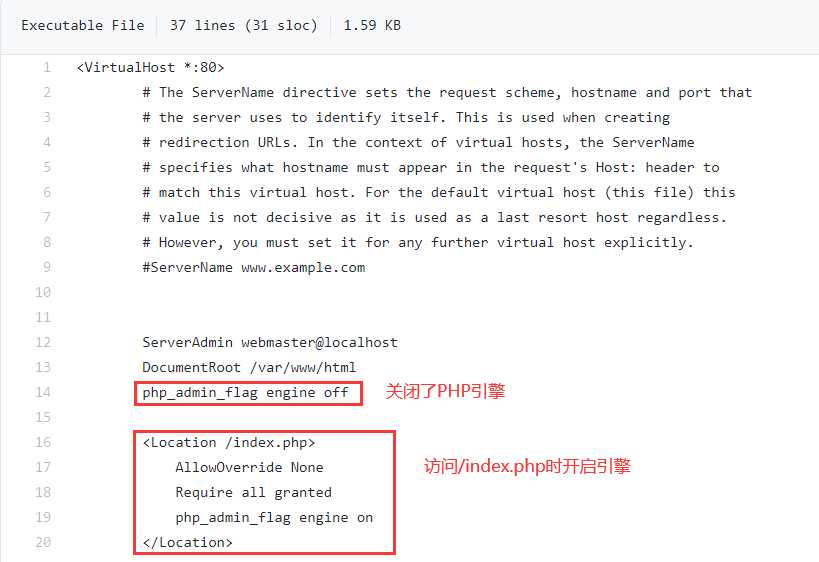 Executable File 37 lines (31 sloc) 1.59 KB
1 <VirtualHost *:80>
2 # The ServerName directive sets the request scheme, hostname and port that
3 # the server uses to identify itself. This is used when creating
4 # redirection URLs. In the context of virtual hosts, the ServerName
5 # specifies what hostname must appear in the request's Host: header to
6 # match this virtual host. For the default virtual host (this file) this
7 # value is not decisive as it is used as a last resort host regardless.
8 # However, you must set it for any further virtual host explicitly.
9 #ServerName www.example.com
10
11
12 ServerAdmin webmaster@localhost
13 DocumentRoot /var/www/html
14 php_admin_flag engine off 关闭了PHP引擎
15
16 <Location /index.php>
17 AllowOverride None 访问/index.php时开启引擎
18 Require all granted
19 php_admin_flag engine on
20 </Location>